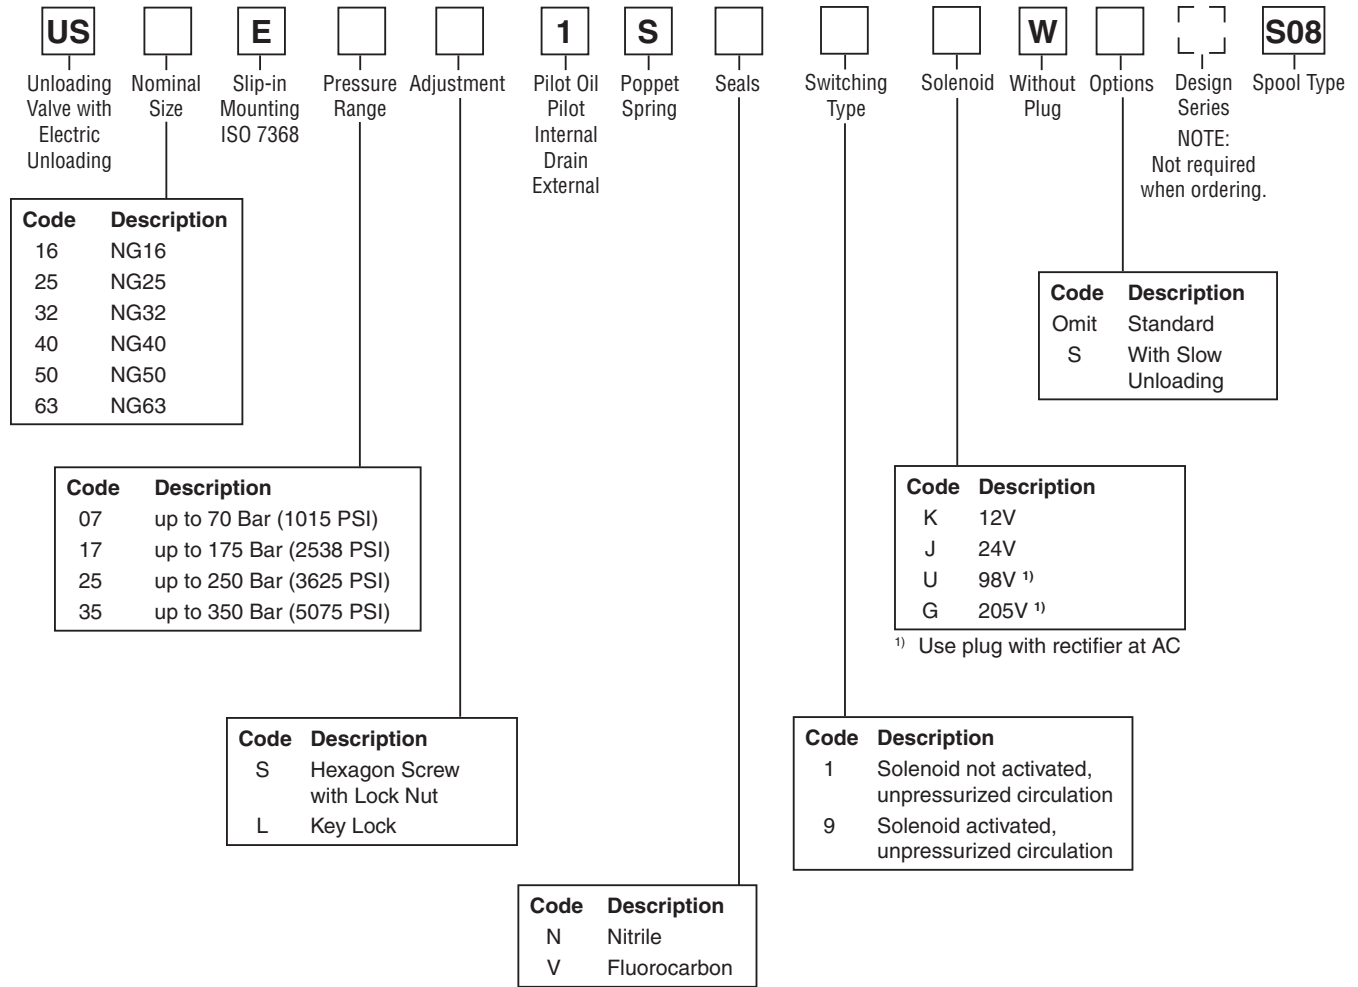 US E 1 S W S08
Unloading Valve with Electric Unloading
Nominal Size
Slip-in Mounting ISO 7368
Pressure Range
Adjustment
Pilot Oil Pilot Internal Drain External
Poppet Spring
Seals
Switching Type
Solenoid
Without Plug
Options
Design Series
NOTE: Not required when ordering.
Spool Type
Code Description
16 NG16
25 NG25
32 NG32
40 NG40
50 NG50
63 NG63
Code Description
Omit Standard
S With Slow Unloading
Code Description
07 up to 70 Bar (1015 PSI)
17 up to 175 Bar (2538 PSI)
25 up to 250 Bar (3625 PSI)
35 up to 350 Bar (5075 PSI)
Code Description
K 12V
J 24V
U 98V 1)
G 205V 1)
1) Use plug with rectifier at AC
Code Description
S Hexagon Screw with Lock Nut
L Key Lock
Code Description
1 Solenoid not activated, unpressurized circulation
9 Solenoid activated, unpressurized circulation
Code Description
N Nitrile
V Fluorocarbon